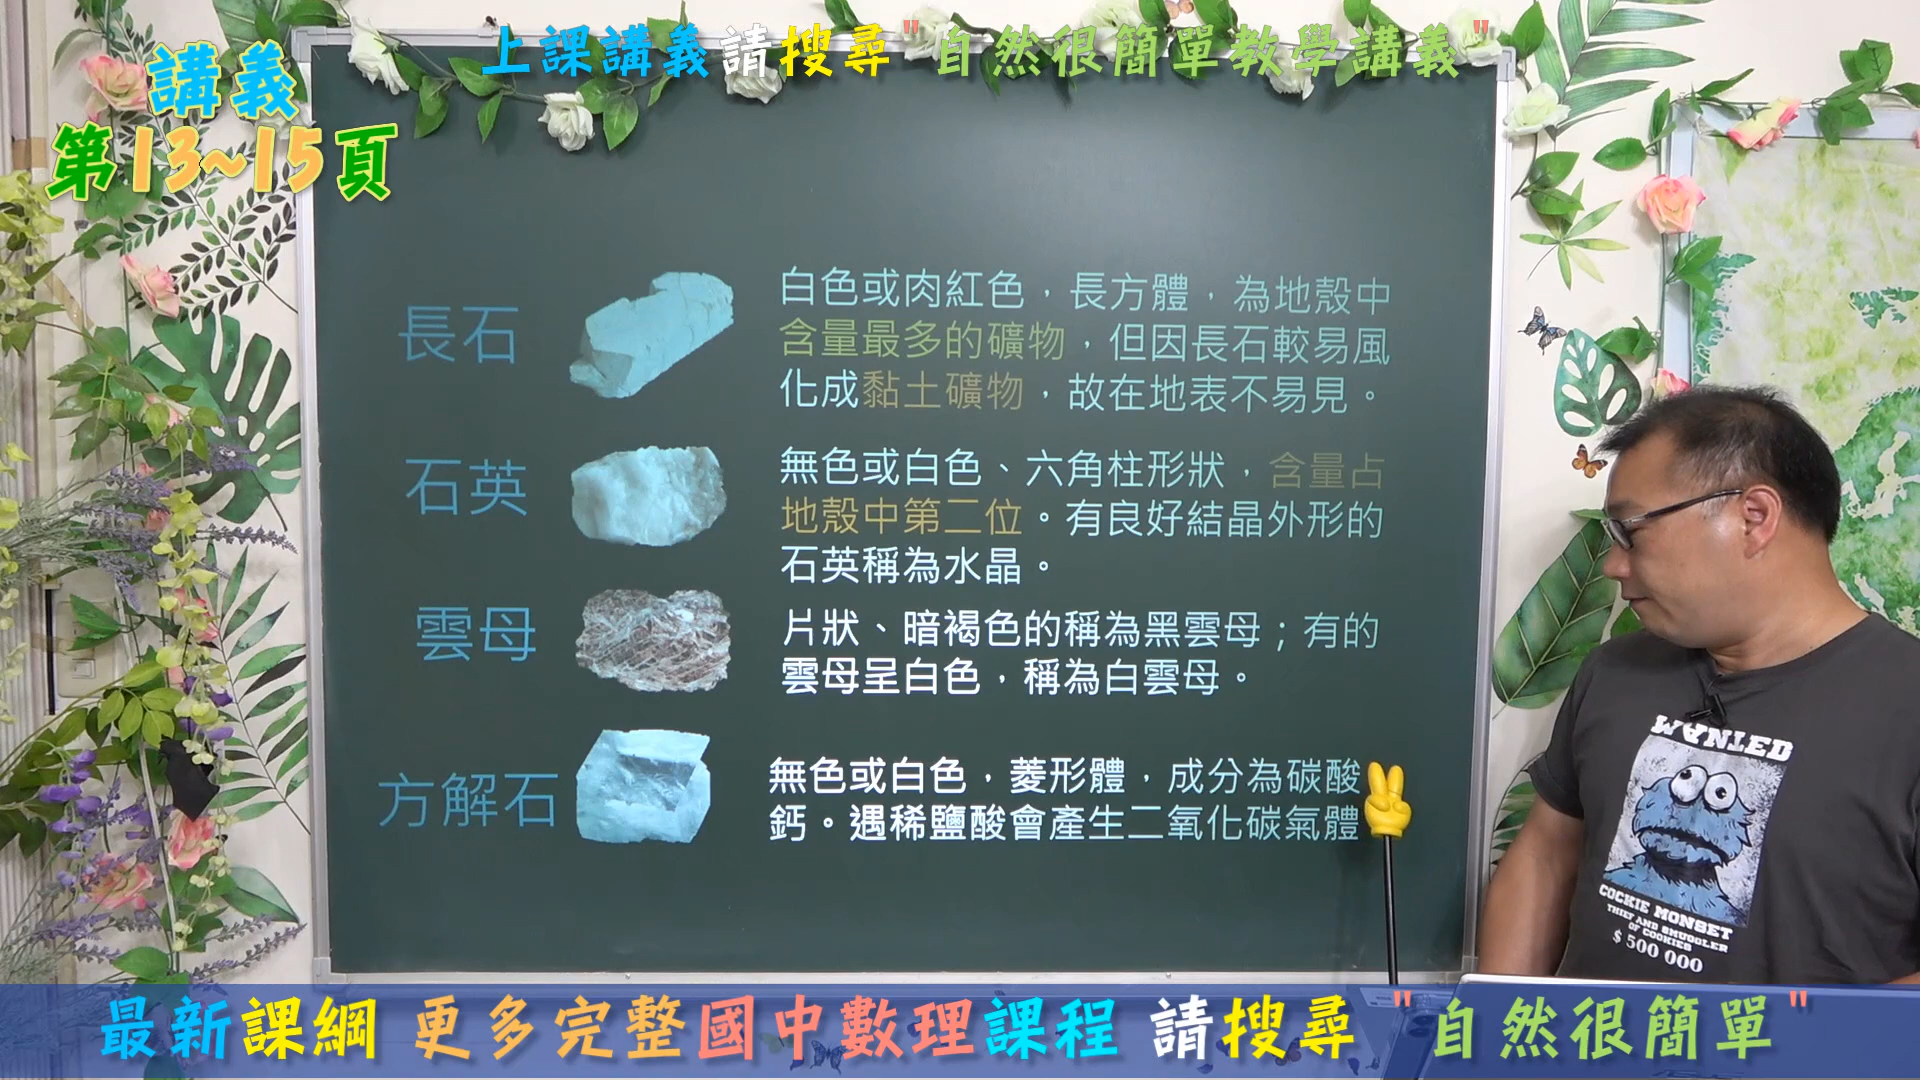 上課講義請搜尋"自然很簡單教學講義"
講義
第13~15頁
長石
白色或肉紅色，長方體，為地殼中
含量最多的礦物，但因長石較易風
化成黏土礦物，故在地表不易見。
石英
無色或白色、六角柱形狀，含量占
地殼中第二位。有良好結晶外形的
石英稱為水晶。
雲母
片狀、暗褐色的稱為黑雲母；有的
雲母呈白色，稱為白雲母。
方解石
無色或白色，菱形體，成分為碳酸
鈣。遇稀鹽酸會產生二氧化碳氣體
WANTED
COCKIE MONSET
THIEF AND SMUGGLER
OF COOKIES
$ 500 000
最新課綱 更多完整國中數理課程 請搜尋 "自然很簡單"